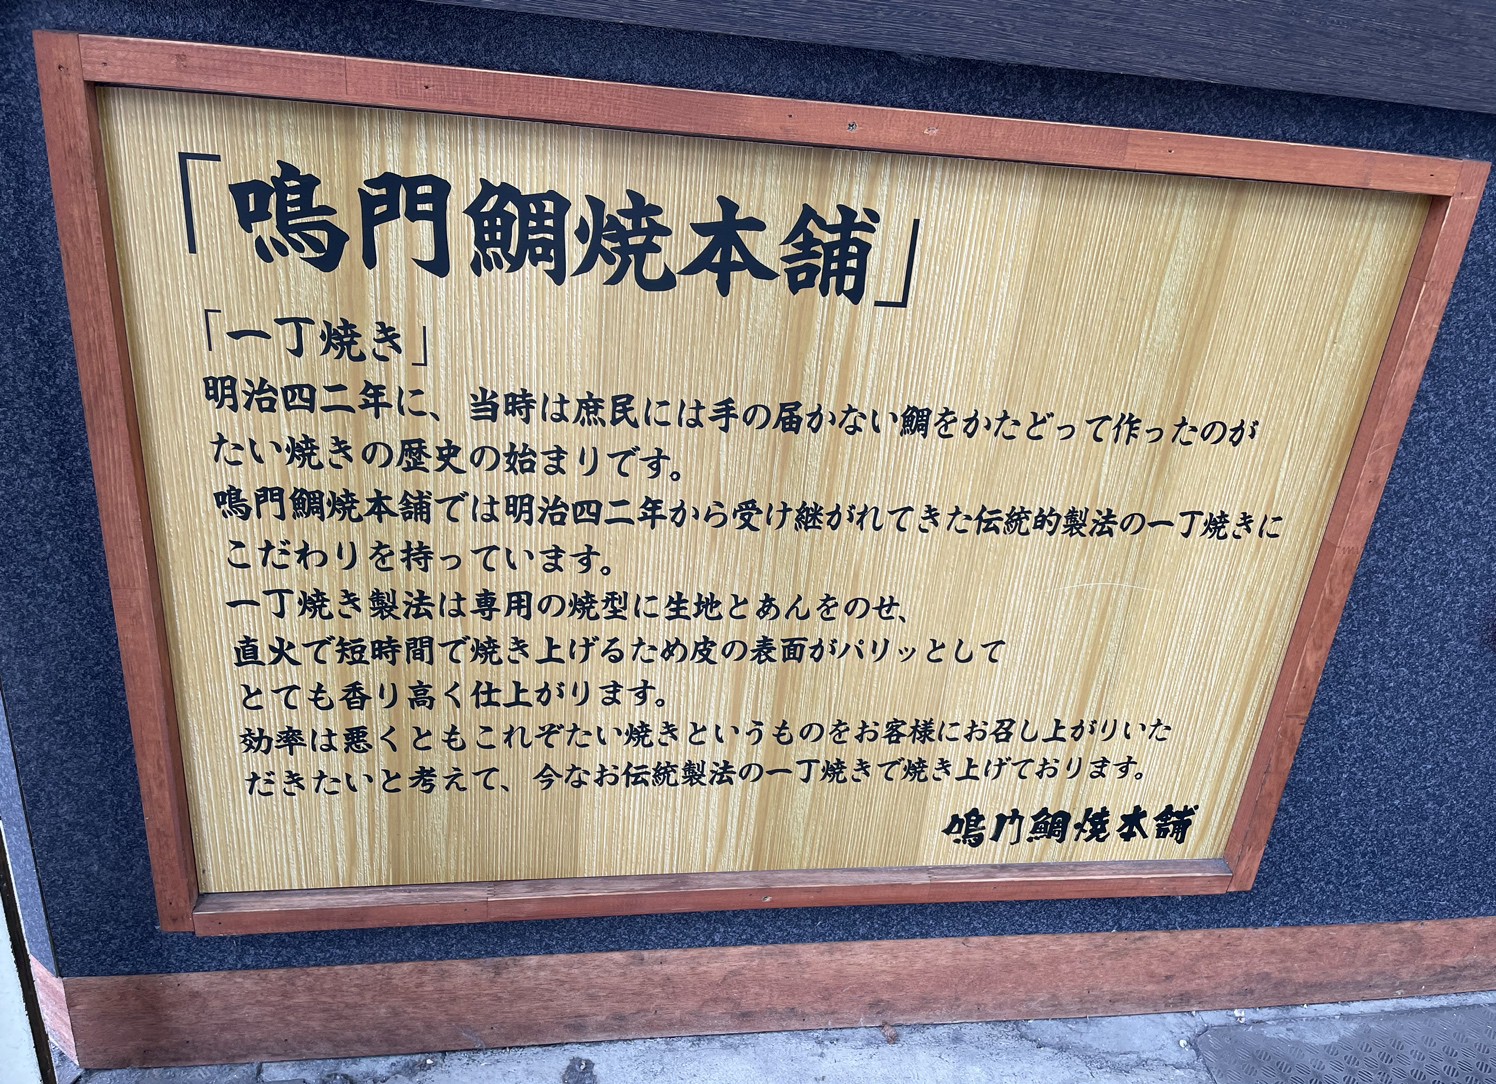 「鳴門鯛焼本舗」
「一丁焼き」
明治四二年に、当時は庶民には手の届かない鯛をかたどって作ったのが
たい焼きの歴史の始まりです。
鳴門鯛焼本舗では明治四二年から受け継がれてきた伝統的製法の一丁焼きに
こだわりを持っています。
一丁焼き製法は専用の焼型に生地とあんをのせ、
直火で短時間で焼き上げるため皮の表面がパリッとして
とても香り高く仕上がります。
効率は悪くともこれぞたい焼きというものをお客様にお召し上がりいた
だきたいと考えて、今なお伝統製法の一丁焼きで焼き上げております。
鳴門鯛焼本舗